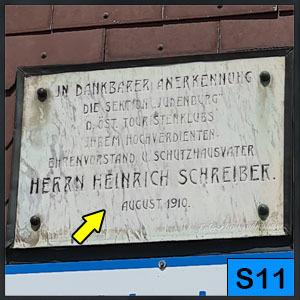 IN DANKBARER ANERKENNUNG
DIE SEKTION „JUDENBURG"
D. ÖST. TOURISTENKLUBS
IHREM HOCHVERDIENTEN
EHRENVORSTAND U. SCHUTZHAUSVATER
HERRN HEINRICH SCHREIBER.
AUGUST 1910.
S11